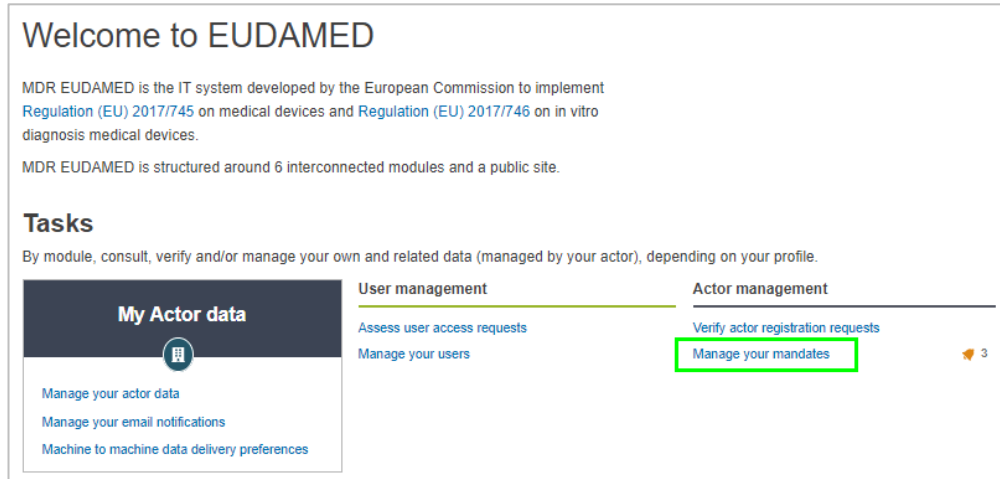 Welcome to EUDAMED
MDR EUDAMED is the IT system developed by the European Commission to implement
Regulation (EU) 2017/745 on medical devices and Regulation (EU) 2017/746 on in vitro
diagnosis medical devices.
MDR EUDAMED is structured around 6 interconnected modules and a public site.
Tasks
By module, consult, verify and/or manage your own and related data (managed by your actor), depending on your profile.
My Actor data
Manage your actor data
Manage your email notifications
Machine to machine data delivery preferences
User management
Assess user access requests
Manage your users
Actor management
Verify actor registration requests
Manage your mandates 3